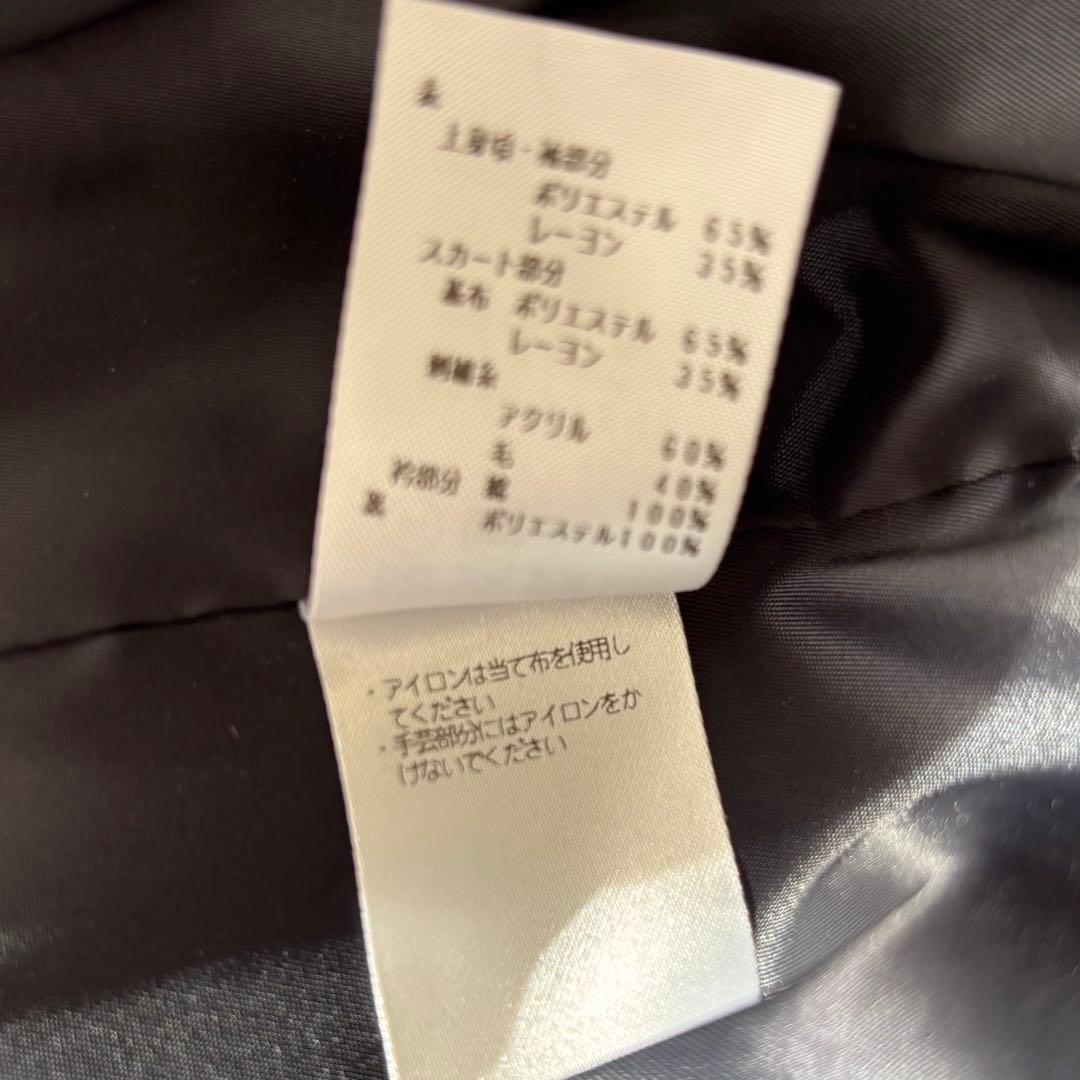 表
上身頃・袖部分
ポリエステル 65%
レーヨン 35%
スカート部分
基布 ポリエステル 65%
レーヨン 35%
刺繍糸
アクリル 60%
毛 40%
衿部分 綿 100%
裏 ポリエステル100%
・アイロンは当て布を使用し
てください
・手芸部分にはアイロンをか
けないでください